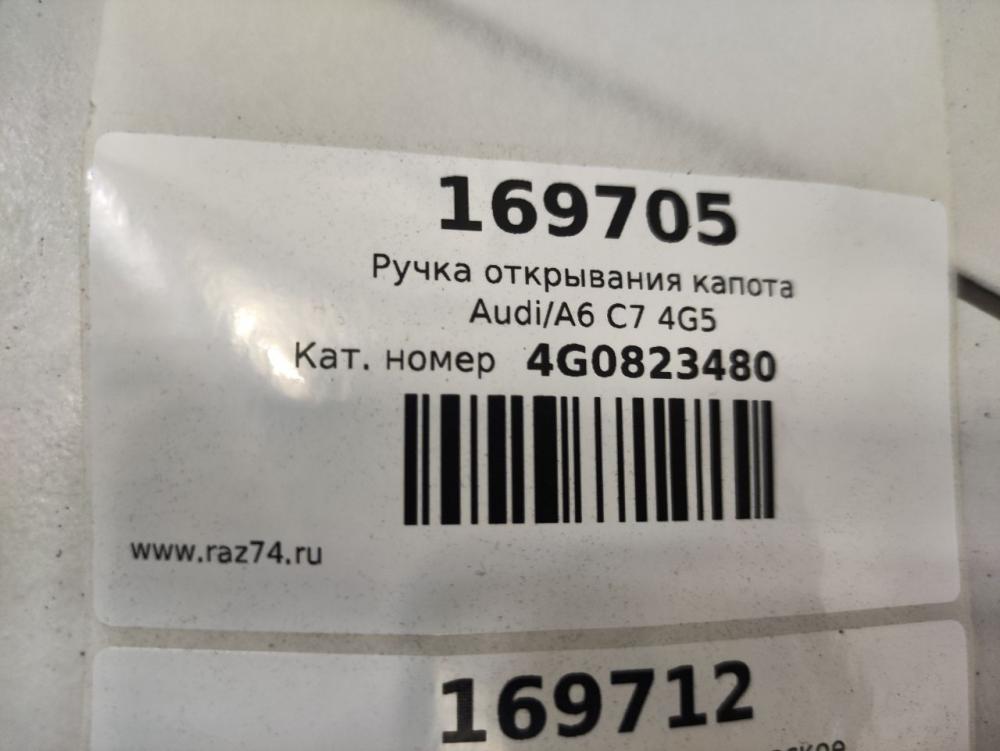 169705
Ручка открывания капота
Audi/A6 C7 4G5
Кат. номер 4G0823480
www.raz74.ru
169712